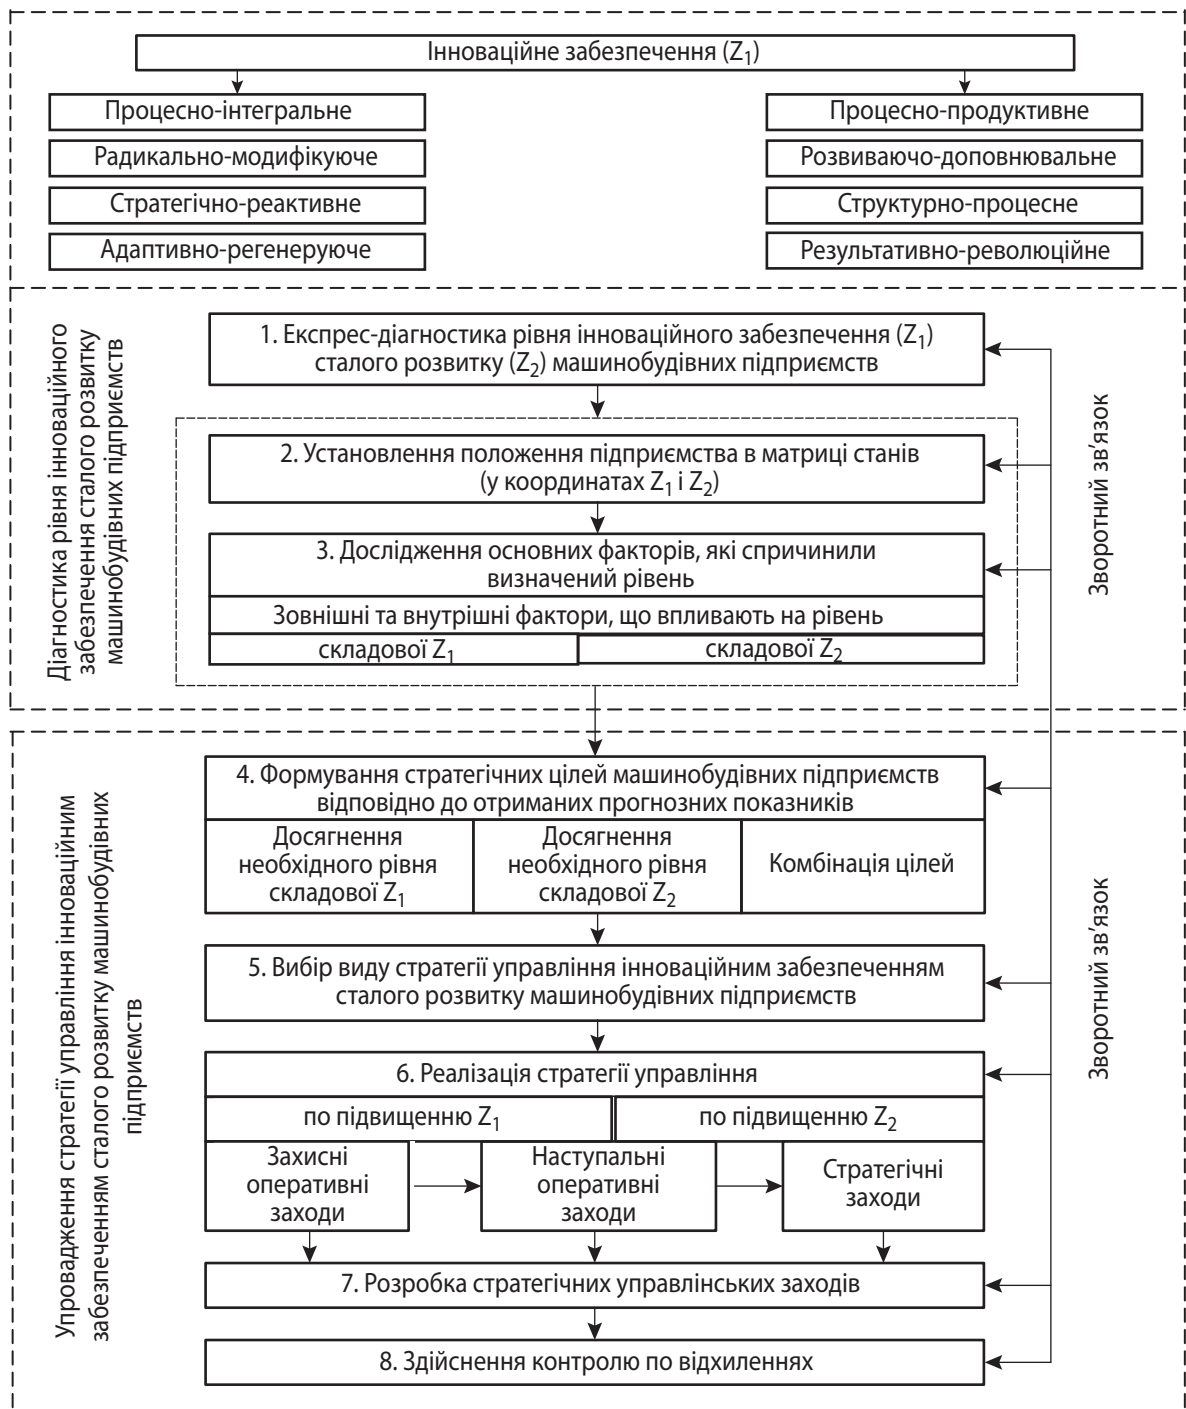 Інноваційне забезпечення (Z1)
Процесно-інтегральне
Радикально-модифікуюче
Стратегічно-реактивне
Адаптивно-регенеруюче
Процесно-продуктивне
Розвиваючо-доповнювальне
Структурно-процесне
Результативно-революційне
Діагностика рівня інноваційного
забезпечення сталого розвитку
машинобудівних підприємств
1. Експрес-діагностика рівня інноваційного забезпечення (Z1)
сталого розвитку (Z2) машинобудівних підприємств
2. Установлення положення підприємства в матриці станів
(у координатах Z1 і Z2)
3. Дослідження основних факторів, які спричинили
визначений рівень
Зовнішні та внутрішні фактори, що впливають на рівень
складової Z1
складової Z2
Зворотний зв’язок
Упровадження стратегії управління інноваційним
забезпеченням сталого розвитку машинобудівних
підприємств
4. Формування стратегічних цілей машинобудівних підприємств
відповідно до отриманих прогнозних показників
Досягнення
необхідного рівня
складової Z1
Досягнення
необхідного рівня
складової Z2
Комбінація цілей
5. Вибір виду стратегії управління інноваційним забезпеченням
сталого розвитку машинобудівних підприємств
6. Реалізація стратегії управління
по підвищенню Z1
по підвищенню Z2
Захисні
оперативні
заходи
Наступальні
оперативні
заходи
Стратегічні
заходи
7. Розробка стратегічних управлінських заходів
8. Здійснення контролю по відхиленнях
Зворотний зв’язок